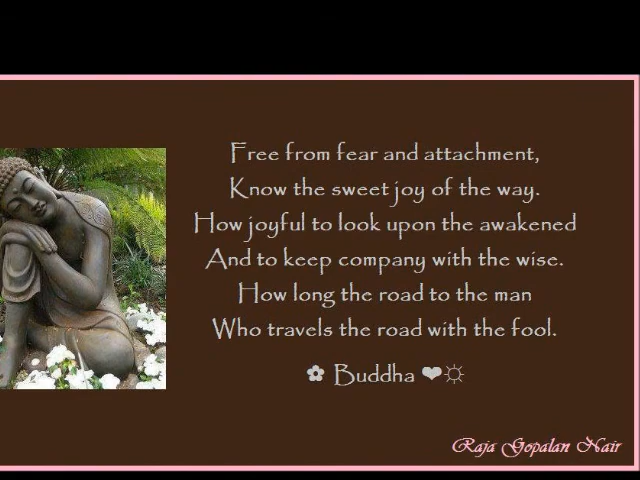 Free from fear and attachment,
Know the sweet joy of the way.
How joyful to look upon the awakened
And to keep company with the wise.
How long the road to the man
Who travels the road with the fool.
✿ Buddha ❤☼
Raja Gopalan Nair